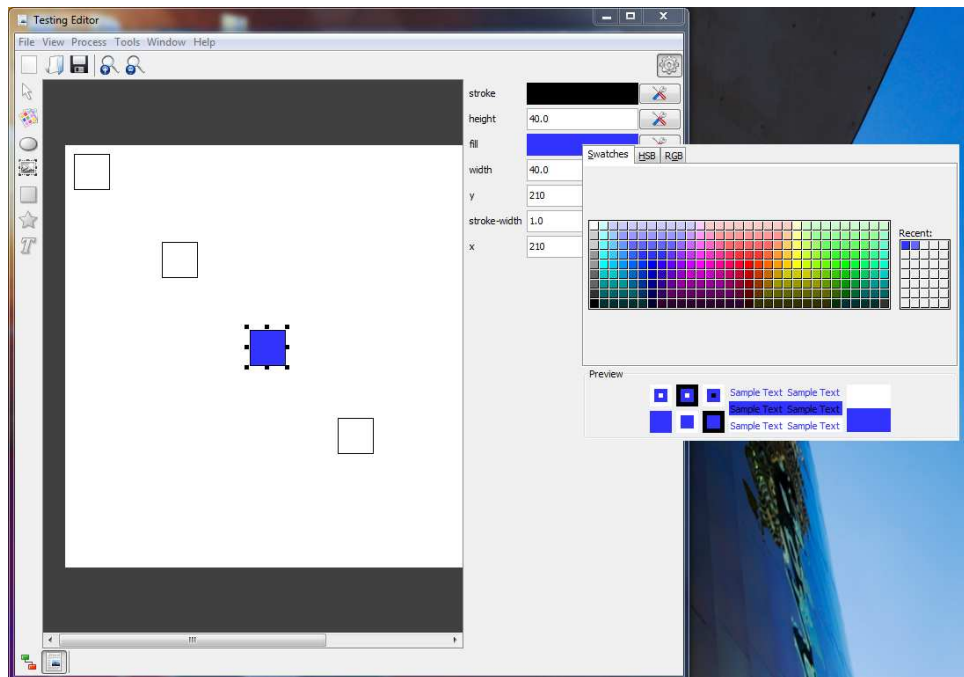 Testing Editor
File View Process Tools Window Help
stroke
height 40.0
fill
width 40.0
y 210
stroke-width 1.0
x 210
Swatches HSB RGB
Recent:
Preview
Sample Text Sample Text
Sample Text Sample Text
Sample Text Sample Text
T